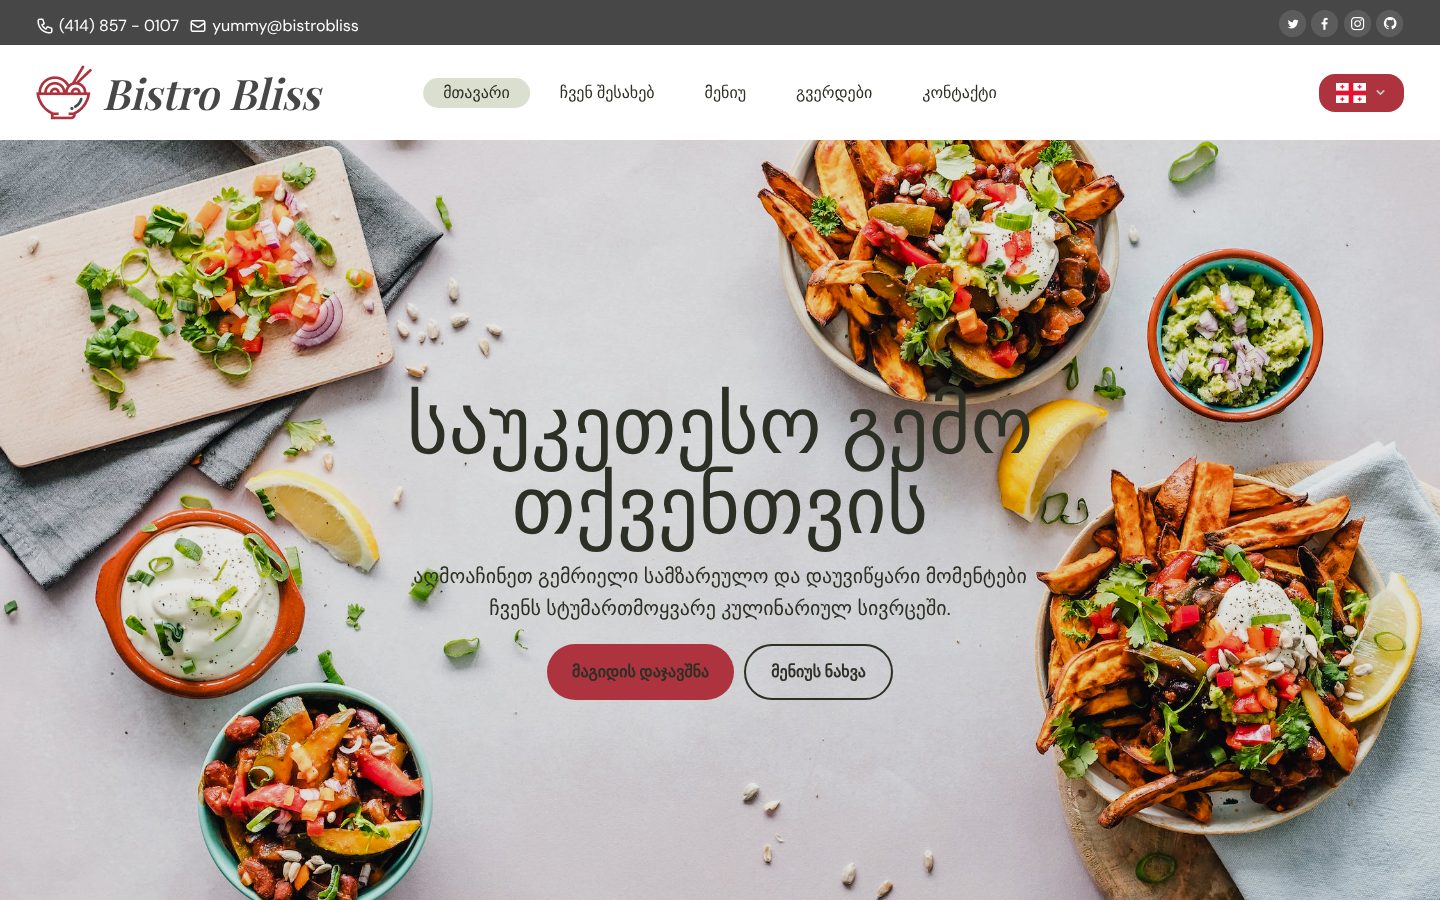 (414) 857 - 0107 yummy@bistrobliss
Bistro Bliss
მთავარი
ჩვენ შესახებ
მენიუ
გვერდები
კონტაქტი
საუკეთესო გემო
თქვენთვის
აღმოაჩინეთ გემრიელი სამზარეულო და დაუვიწყარი მომენტები
ჩვენს სტუმართმოყვარე კულინარიულ სივრცეში.
მაგიდის დაჯავშნა
მენიუს ნახვა